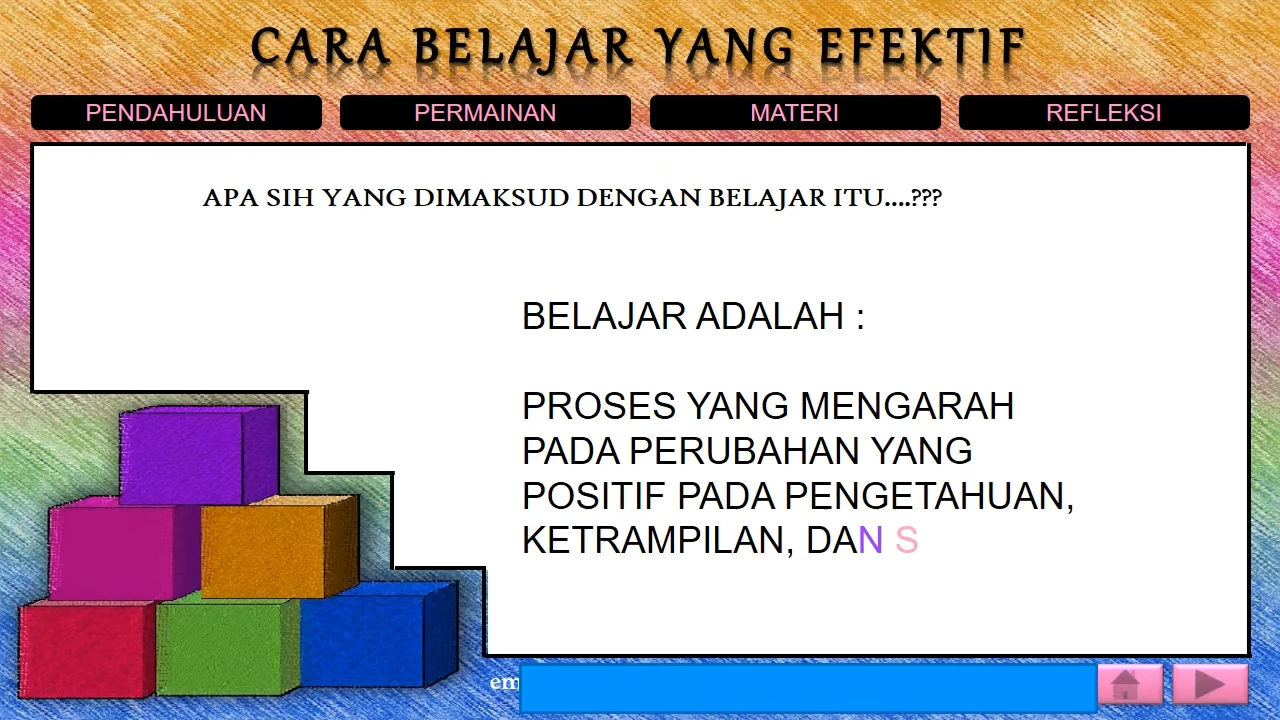 CARA BELAJAR YANG EFEKTIF
PENDAHULUAN
PERMAINAN
MATERI
REFLEKSI
APA SIH YANG DIMAKSUD DENGAN BELAJAR ITU....???
BELAJAR ADALAH :
PROSES YANG MENGARAH
PADA PERUBAHAN YANG
POSITIF PADA PENGETAHUAN,
KETRAMPILAN, DAN S
em